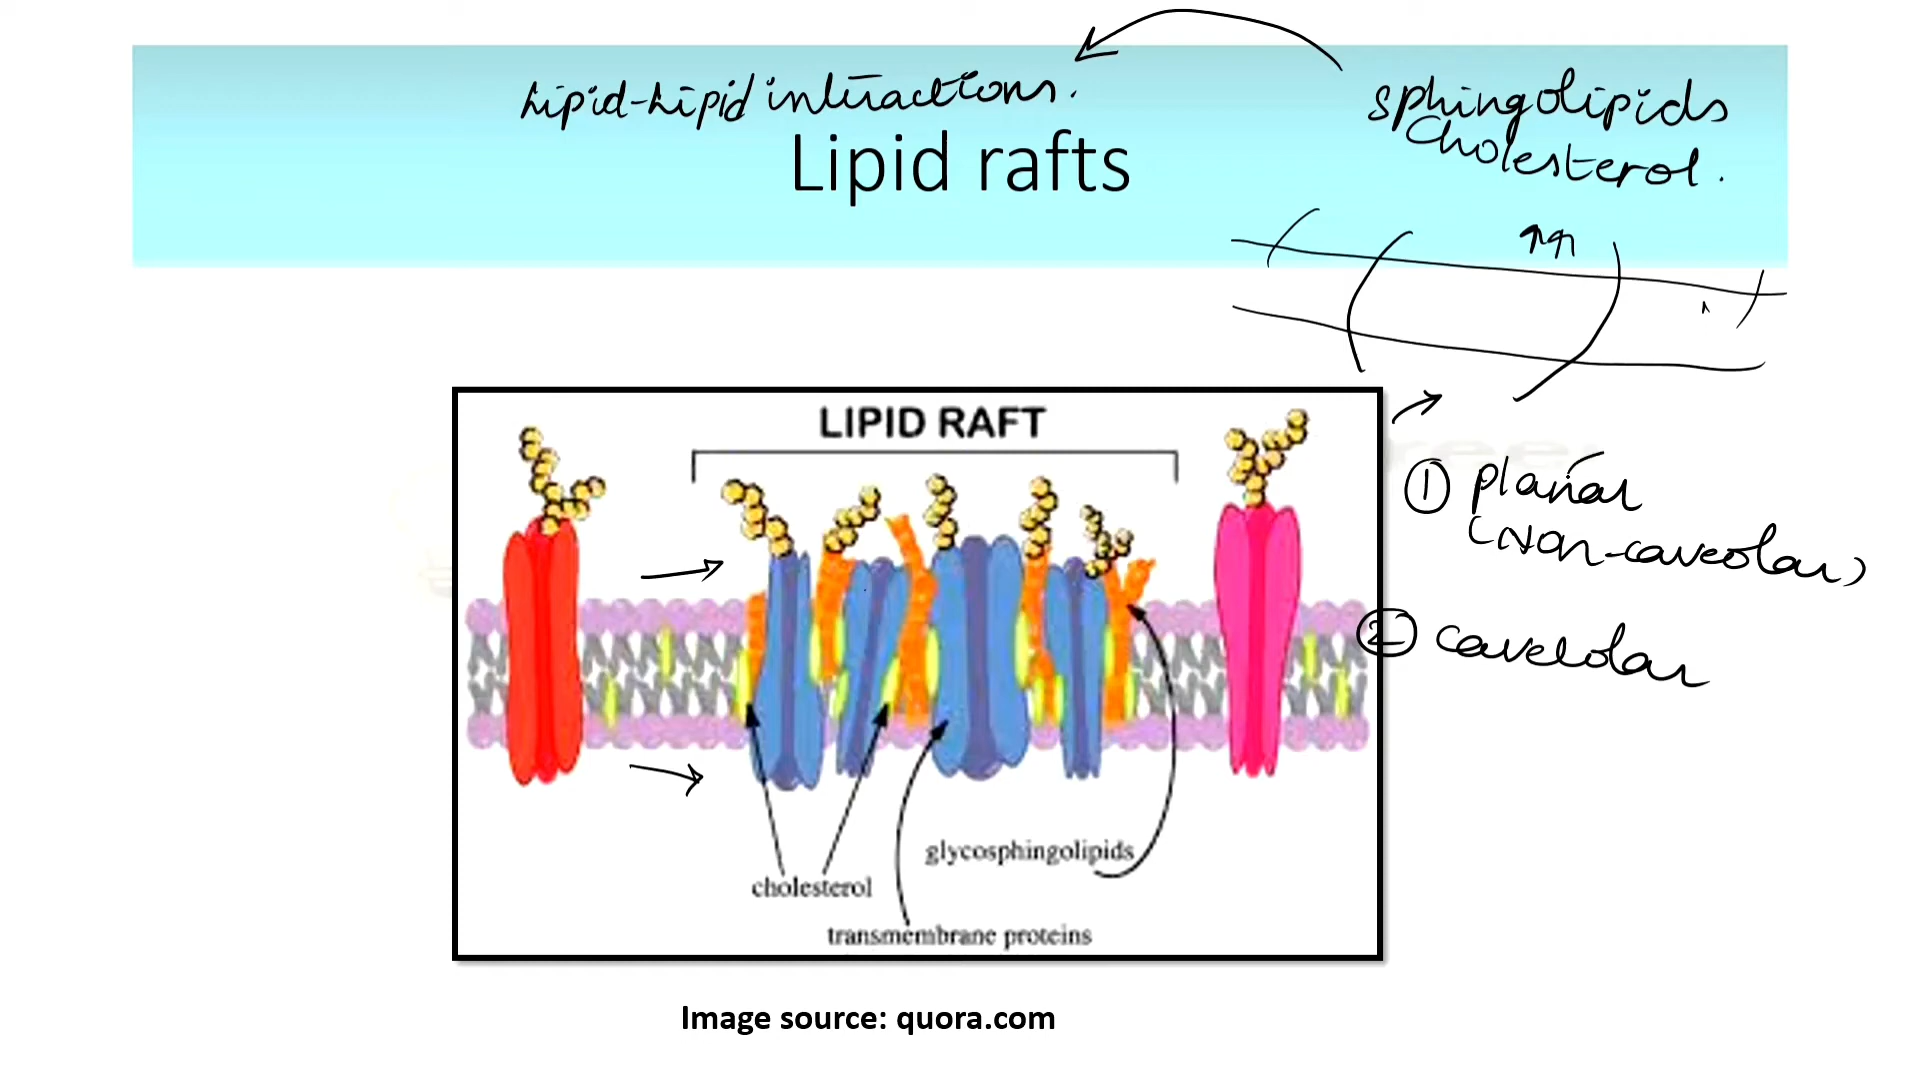 Lipid-Lipid interactions.
Lipid rafts
sphingolipids
Cholesterol.
LIPID RAFT
① planar
(Non-caveolar)
② caveolar
glycosphingolipids
cholesterol
transmembrane proteins
Image source: quora.com